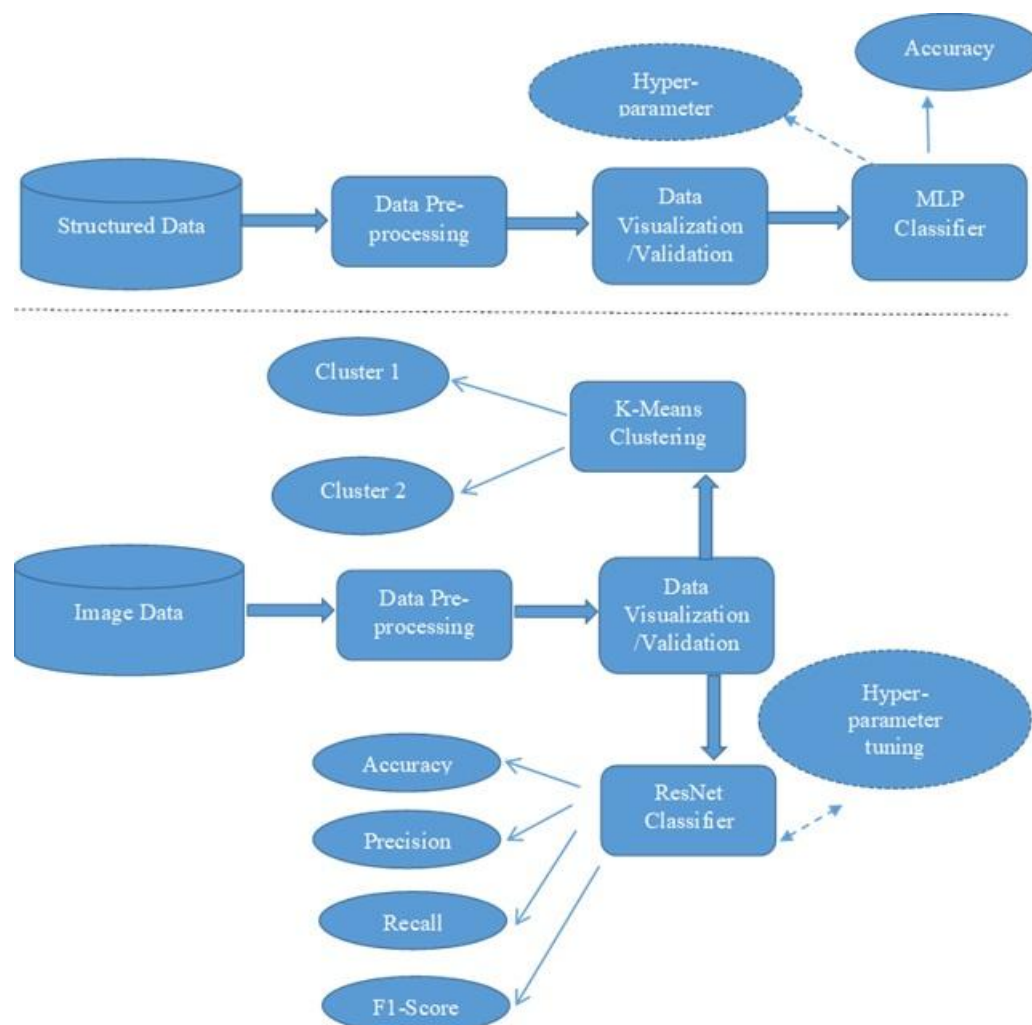 Accuracy
Hyper-
parameter
Structured Data
Data Pre-
processing
Data
Visualization
/Validation
MLP
Classifier
Cluster 1
K-Means
Clustering
Cluster 2
Image Data
Data Pre-
processing
Data
Visualization
/Validation
Hyper-
parameter
tuning
Accuracy
ResNet
Classifier
Precision
Recall
F1-Score